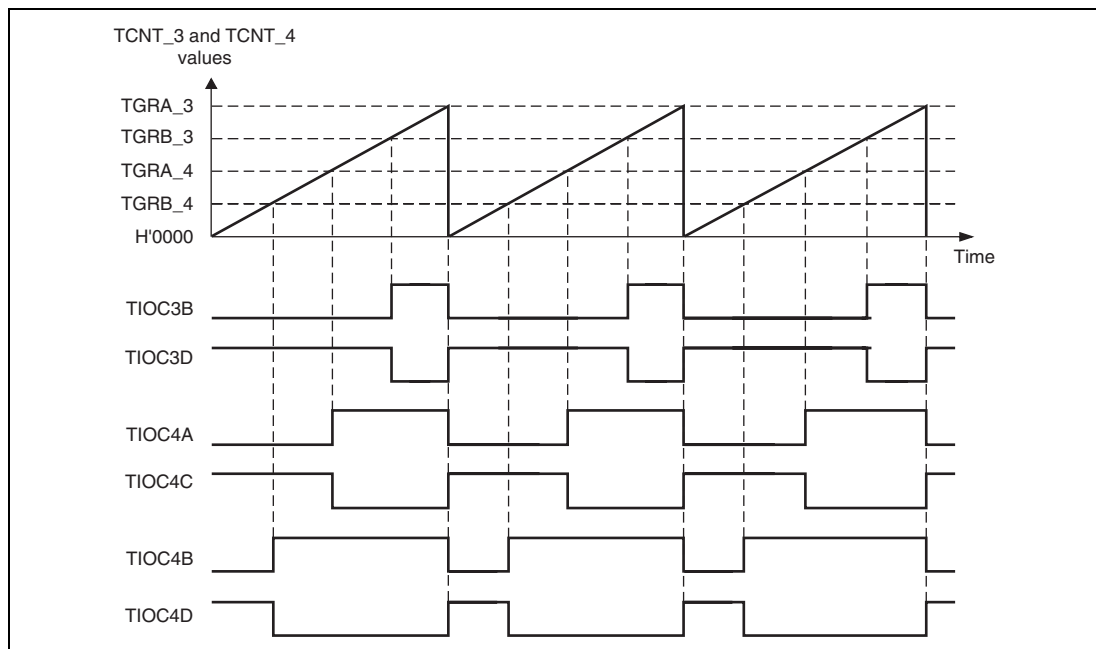 TCNT_3 and TCNT_4
values
TGRA_3
TGRB_3
TGRA_4
TGRB_4
H'0000
Time
TIOC3B
TIOC3D
TIOC4A
TIOC4C
TIOC4B
TIOC4D